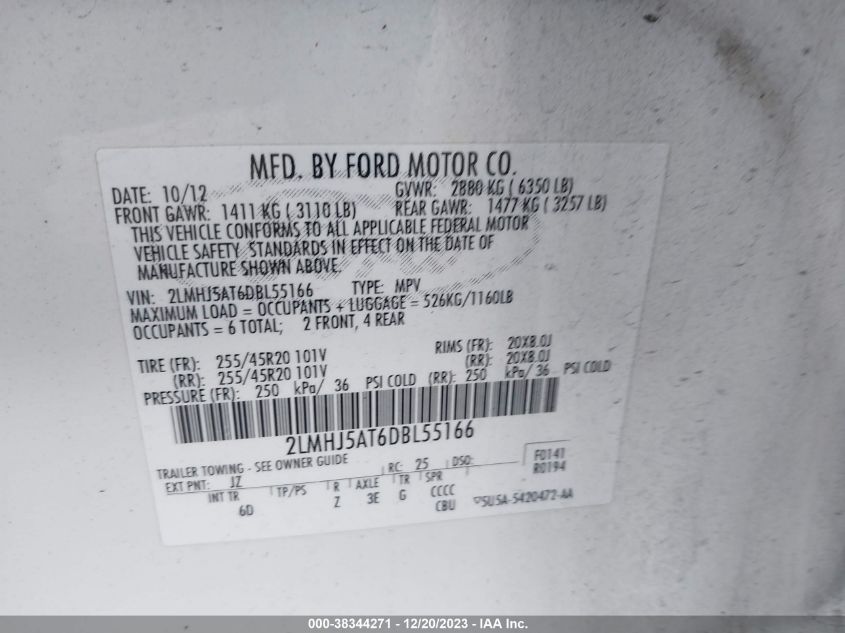 MFD. BY FORD MOTOR CO.
DATE: 10/12 GVWR: 2880 KG ( 6350 LB)
FRONT GAWR: 1411 KG ( 3110 LB) REAR GAWR: 1477 KG ( 3257 LB)
THIS VEHICLE CONFORMS TO ALL APPLICABLE FEDERAL MOTOR
VEHICLE SAFETY STANDARDS IN EFFECT ON THE DATE OF
MANUFACTURE SHOWN ABOVE.
VIN: 2LMHJ5AT6DBL55166 TYPE: MPV
MAXIMUM LOAD = OCCUPANTS + LUGGAGE = 526KG/1160LB
OCCUPANTS = 6 TOTAL; 2 FRONT, 4 REAR
TIRE (FR): 255/45R20 101V RIMS (FR): 20X8.0J
(RR): 255/45R20 101V (RR): 20X8.0J
PRESSURE (FR): 250 kPa/ 36 PSI COLD (RR): 250 kPa/ 36 PSI COLD
2LMHJ5AT6DBL55166
TRAILER TOWING - SEE OWNER GUIDE
EXT PNT: JZ RC: 25 DSO: F0141
R0194
INT TR TP/PS R AXLE TR SPR
6D Z 3E G CCCC
CBU 5U5A-5420472-AA
000-38344271 - 12/20/2023 - IAA Inc.